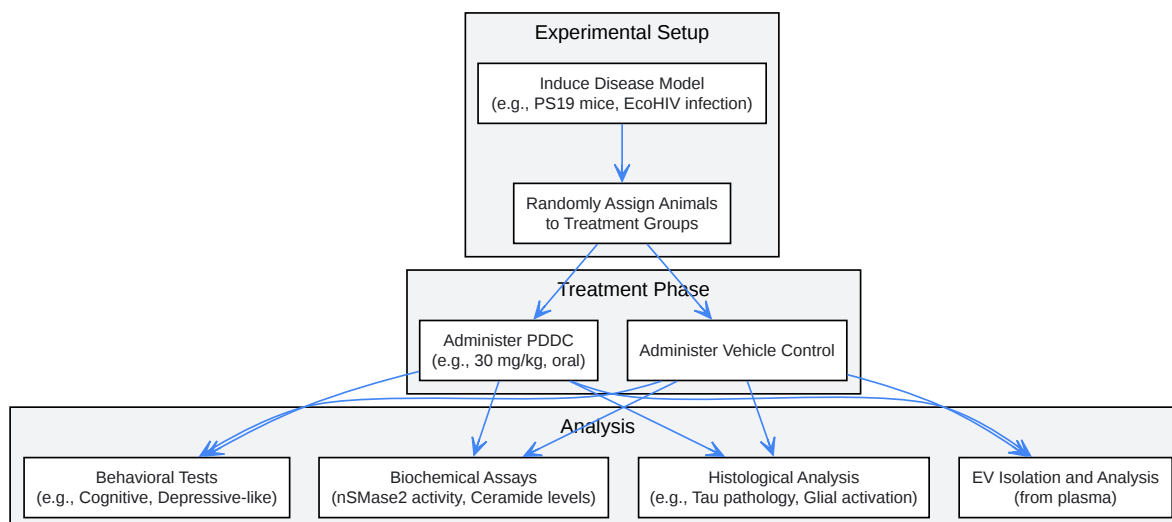 Experimental Setup
Induce Disease Model
(e.g., PS19 mice, EcoHIV infection)
Randomly Assign Animals
to Treatment Groups
Treatment Phase
Administer PDDC
(e.g., 30 mg/kg, oral)
Administer Vehicle Control
Analysis
Behavioral Tests
(e.g., Cognitive, Depressive-like)
Biochemical Assays
(nSMase2 activity, Ceramide levels)
Histological Analysis
(e.g., Tau pathology, Glial activation)
EV Isolation and Analysis
(from plasma)